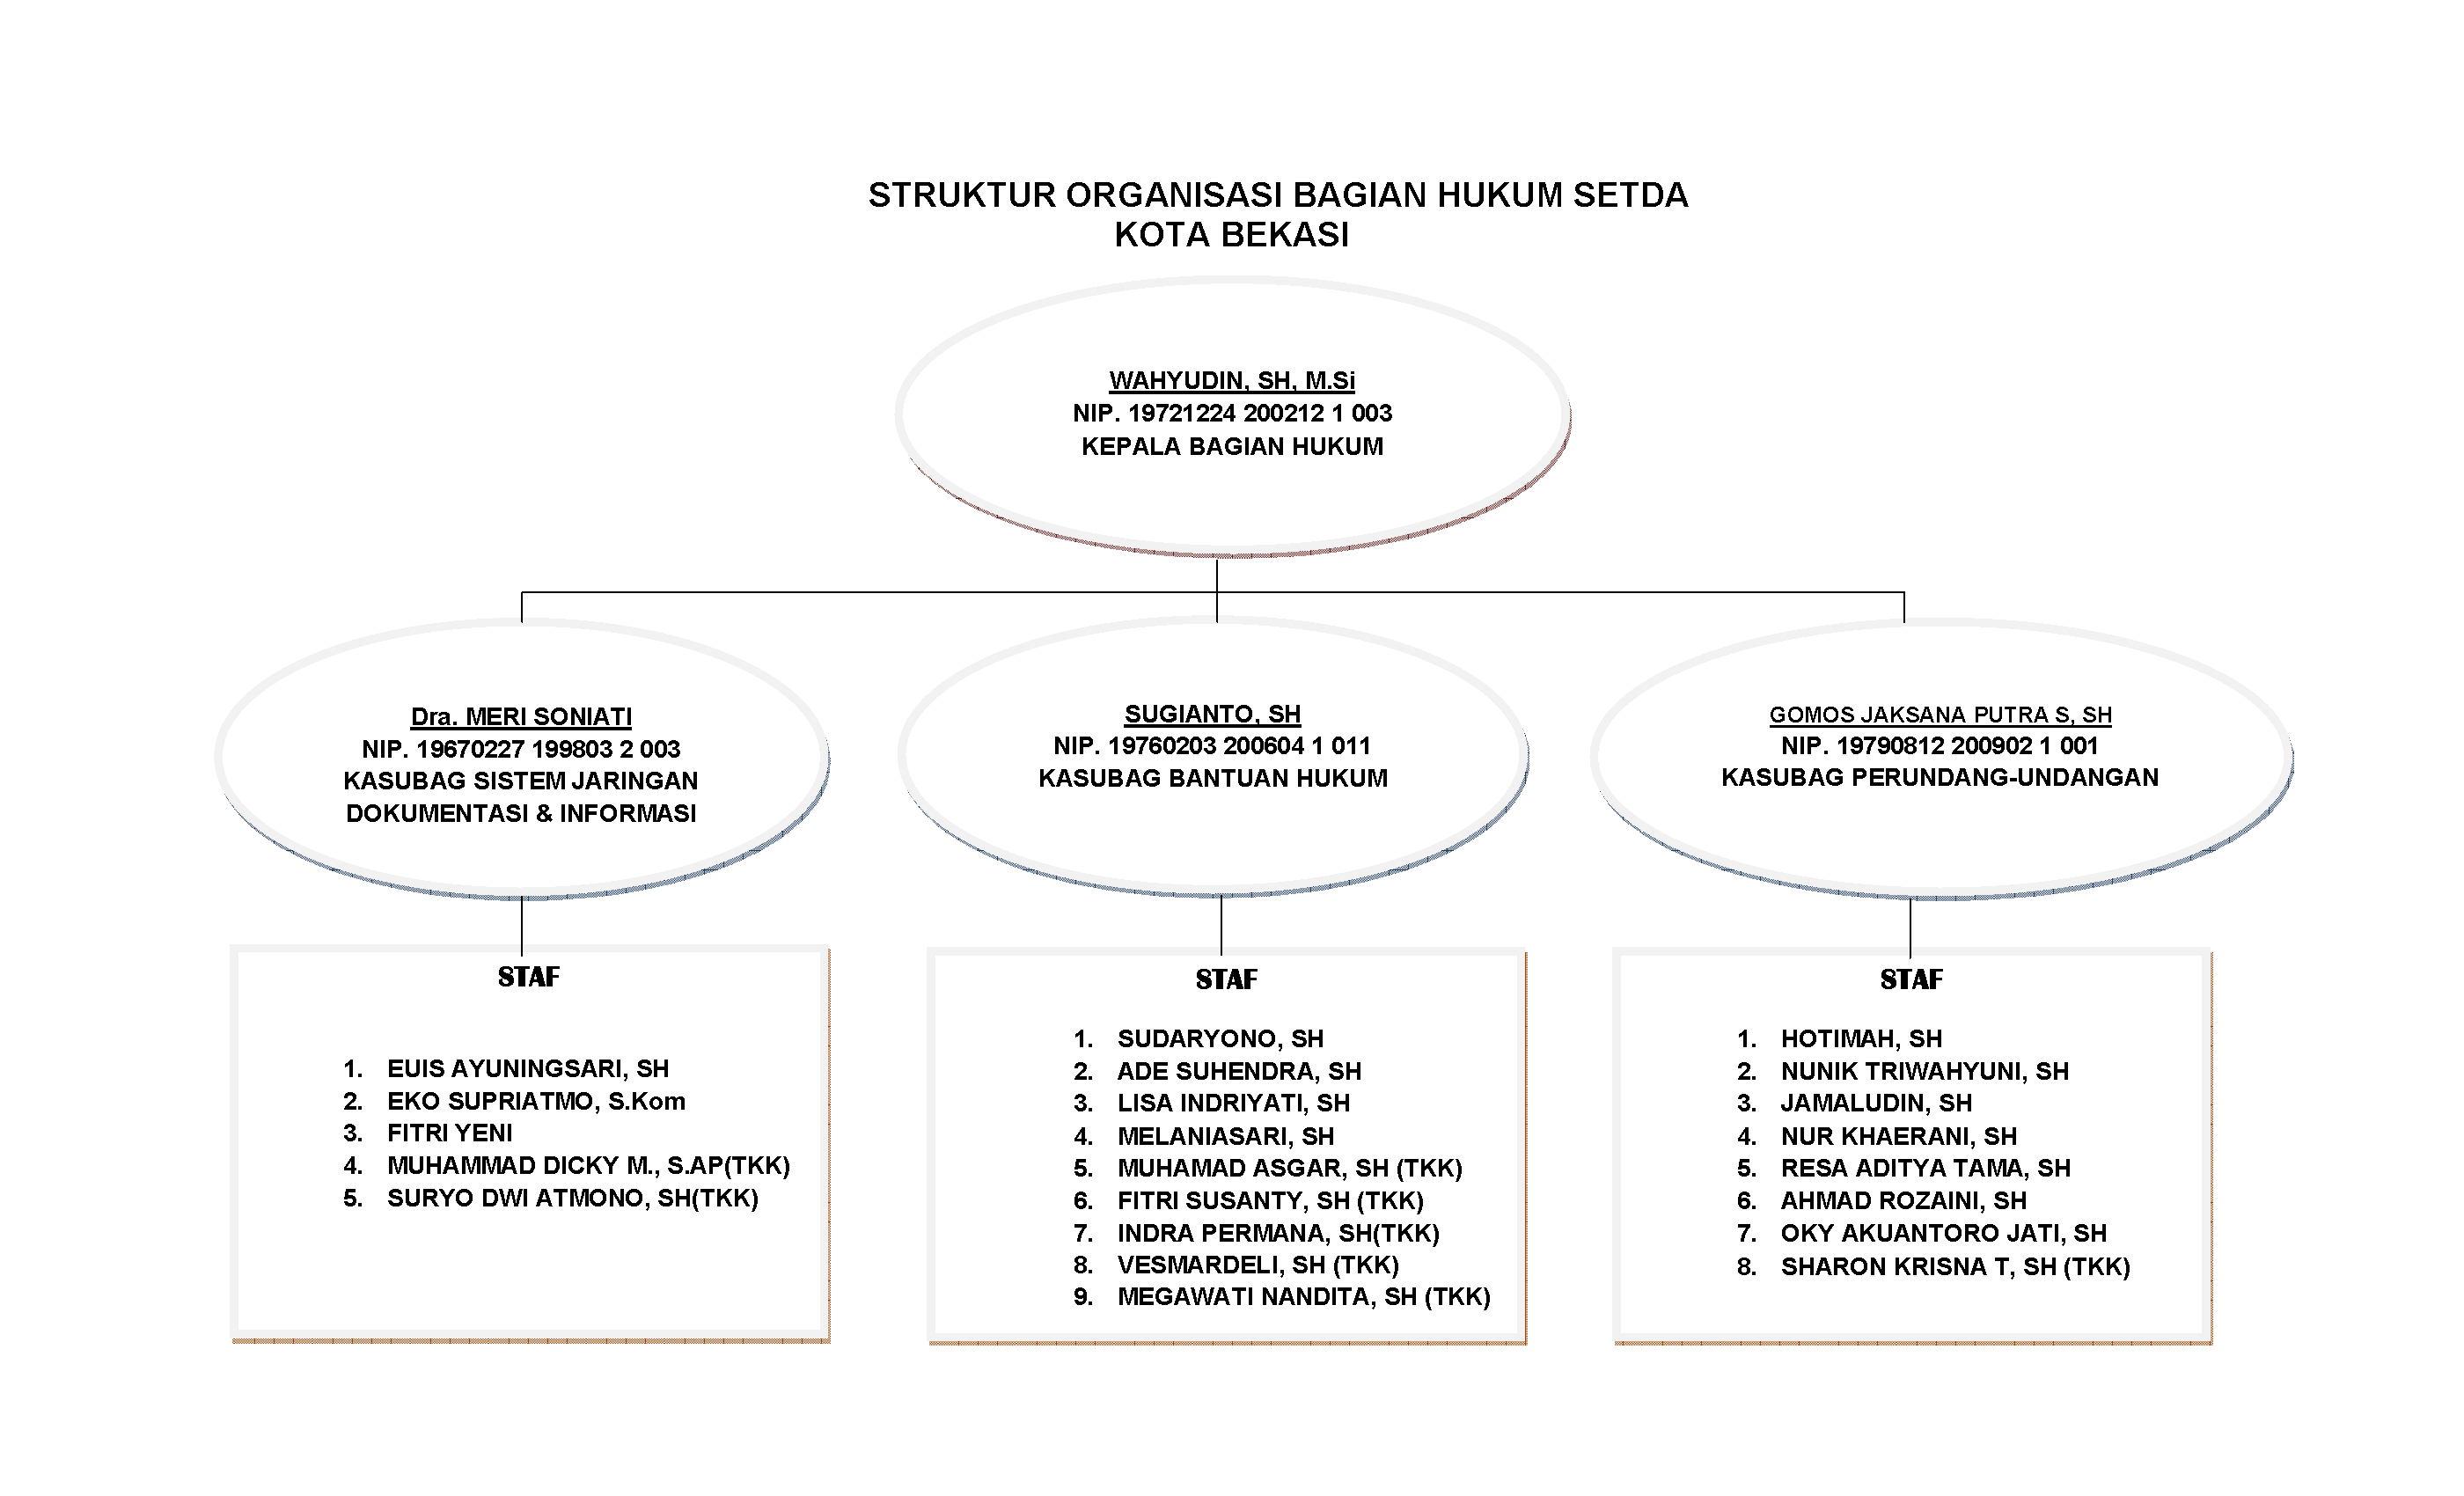 STRUKTUR ORGANISASI BAGIAN HUKUM SETDA
KOTA BEKASI
WAHYUDIN, SH, M.Si
NIP. 19721224 200212 1 003
KEPALA BAGIAN HUKUM
Dra. MERI SONIATI
NIP. 19670227 199803 2 003
KASUBAG SISTEM JARINGAN
DOKUMENTASI & INFORMASI
SUGIANTO, SH
NIP. 19760203 200604 1 011
KASUBAG BANTUAN HUKUM
GOMOS JAKSANA PUTRA S, SH
NIP. 19790812 200902 1 001
KASUBAG PERUNDANG-UNDANGAN
STAF
1. EUIS AYUNINGSARI, SH
2. EKO SUPRIATMO, S.Kom
3. FITRI YENI
4. MUHAMMAD DICKY M., S.AP(TKK)
5. SURYO DWI ATMONO, SH(TKK)
STAF
1. SUDARYONO, SH
2. ADE SUHENDRA, SH
3. LISA INDRIYATI, SH
4. MELANIASARI, SH
5. MUHAMAD ASGAR, SH (TKK)
6. FITRI SUSANTY, SH (TKK)
7. INDRA PERMANA, SH(TKK)
8. VESMARDELI, SH (TKK)
9. MEGAWATI NANDITA, SH (TKK)
STAF
1. HOTIMAH, SH
2. NUNIK TRIWAHYUNI, SH
3. JAMALUDIN, SH
4. NUR KHAERANI, SH
5. RESA ADITYA TAMA, SH
6. AHMAD ROZAINI, SH
7. OKY AKUANTORO JATI, SH
8. SHARON KRISNA T, SH (TKK)